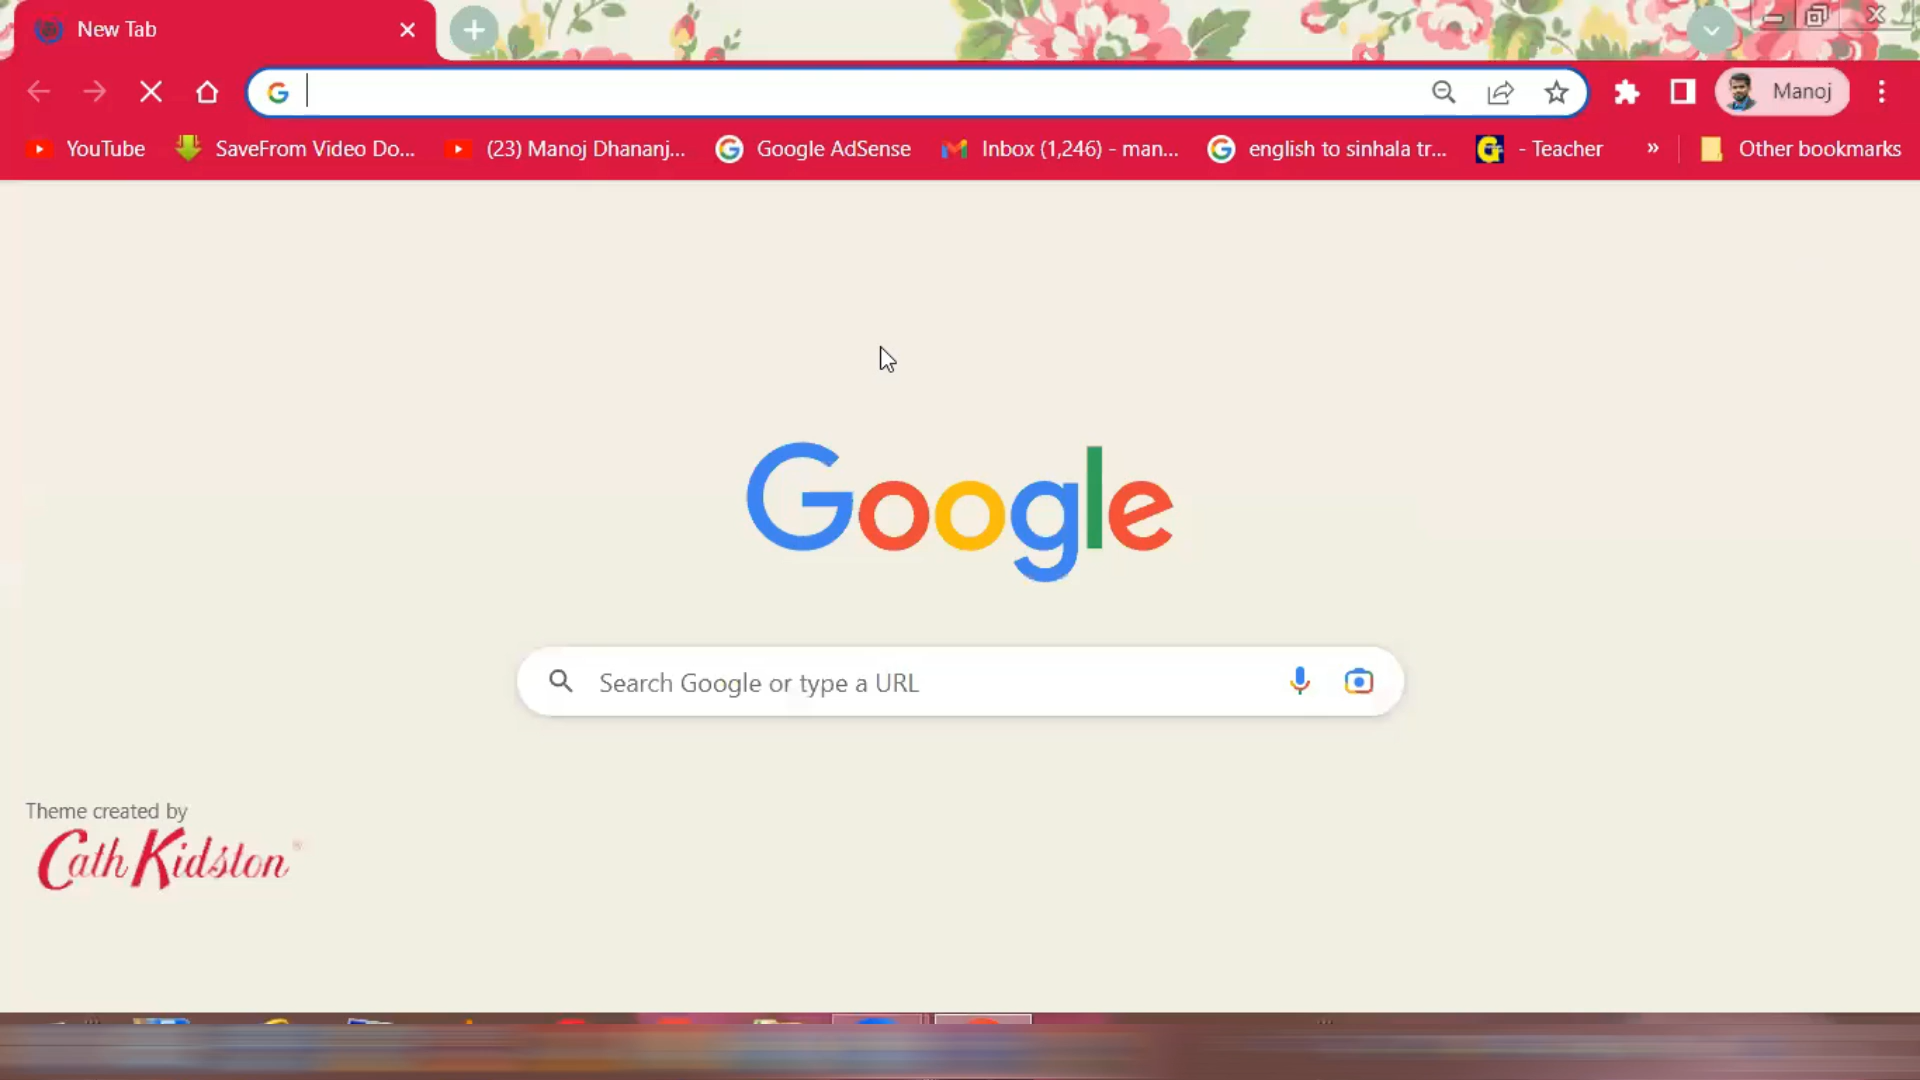 New Tab
Manoj
YouTube SaveFrom Video Do... (23) Manoj Dhananj... Google AdSense Inbox (1,246) - man... english to sinhala tr... - Teacher » Other bookmarks
Google
Search Google or type a URL
Theme created by
Cath Kidston®